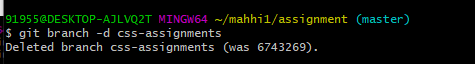 91955@DESKTOP-AJLVQ2T MINGW64 ~/mahhi1/assignment (master)
$ git branch -d css-assignments
Deleted branch css-assignments (was 6743269).